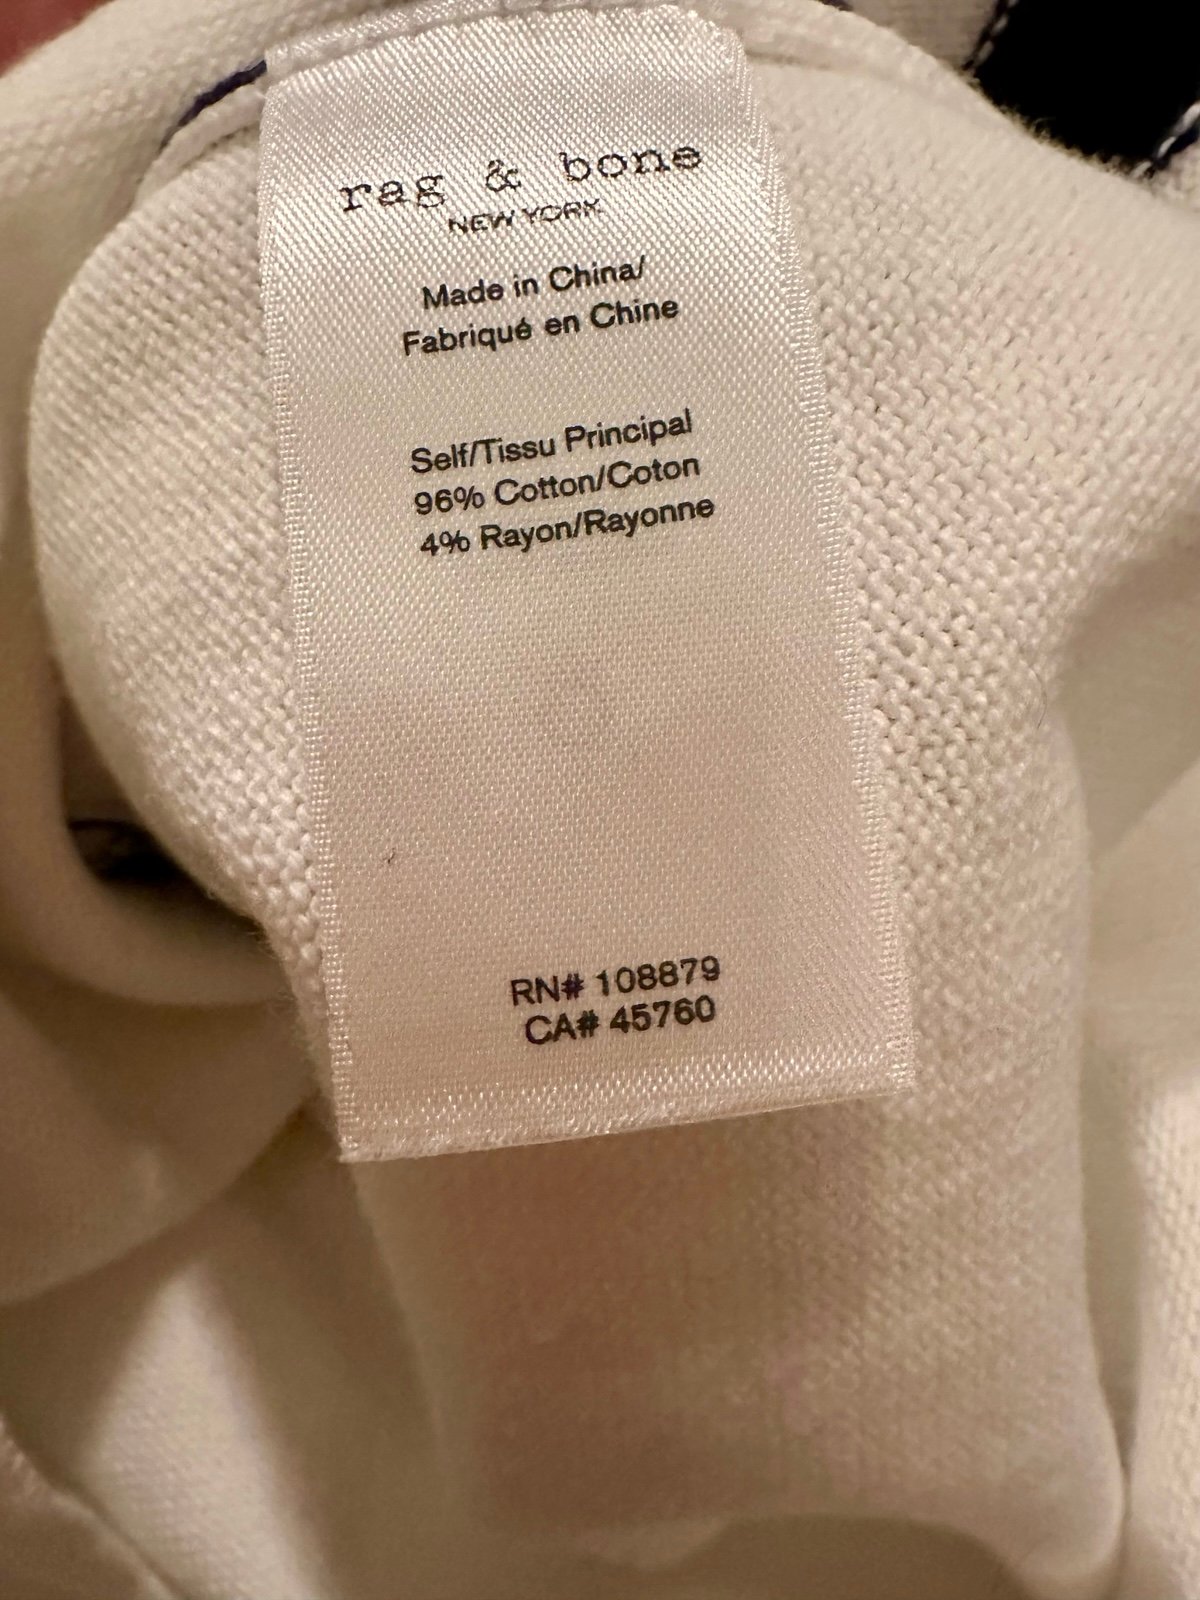 rag & bone
NEW YORK
Made in China/
Fabriqué en Chine
Self/Tissu Principal
96% Cotton/Coton
4% Rayon/Rayonne
RN# 108879
CA# 45760